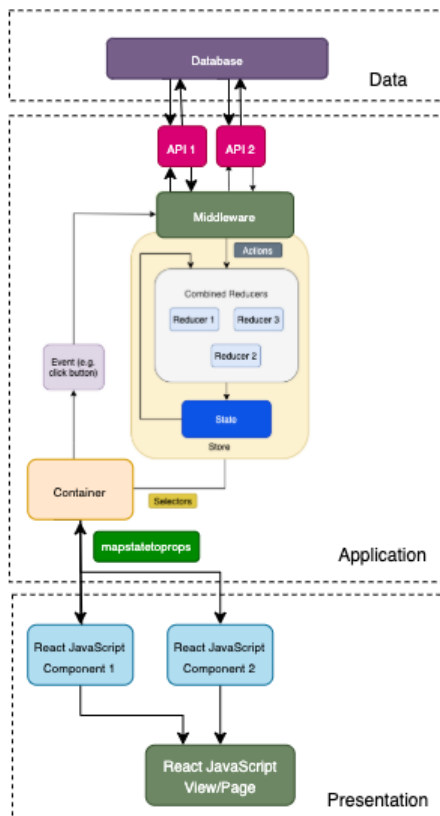 Database
Data
API 1
API 2
Middleware
Actions
Combined Reducers
Reducer 1
Reducer 3
Reducer 2
Event (e.g.
click button)
State
Store
Container
Selectors
mapstatetoprops
Application
React JavaScript
Component 1
React JavaScript
Component 2
React JavaScript
View/Page
Presentation